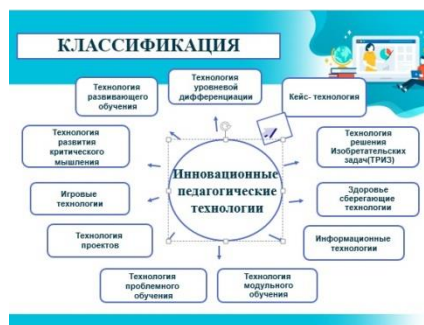 КЛАССИФИКАЦИЯ
Технология
развивающего
обучения
Технология
уровневой
дифференциации
Кейс- технология
Технология
развития
критического
мышления
Технология
решения
Изобретательских
задач(ТРИЗ)
Инновационные
педагогические
технологии
Игровые
технологии
Здоровье
сберегающие
технологии
Технология
проектов
Информационные
технологии
Технология
проблемного
обучения
Технология
модульного
обучения